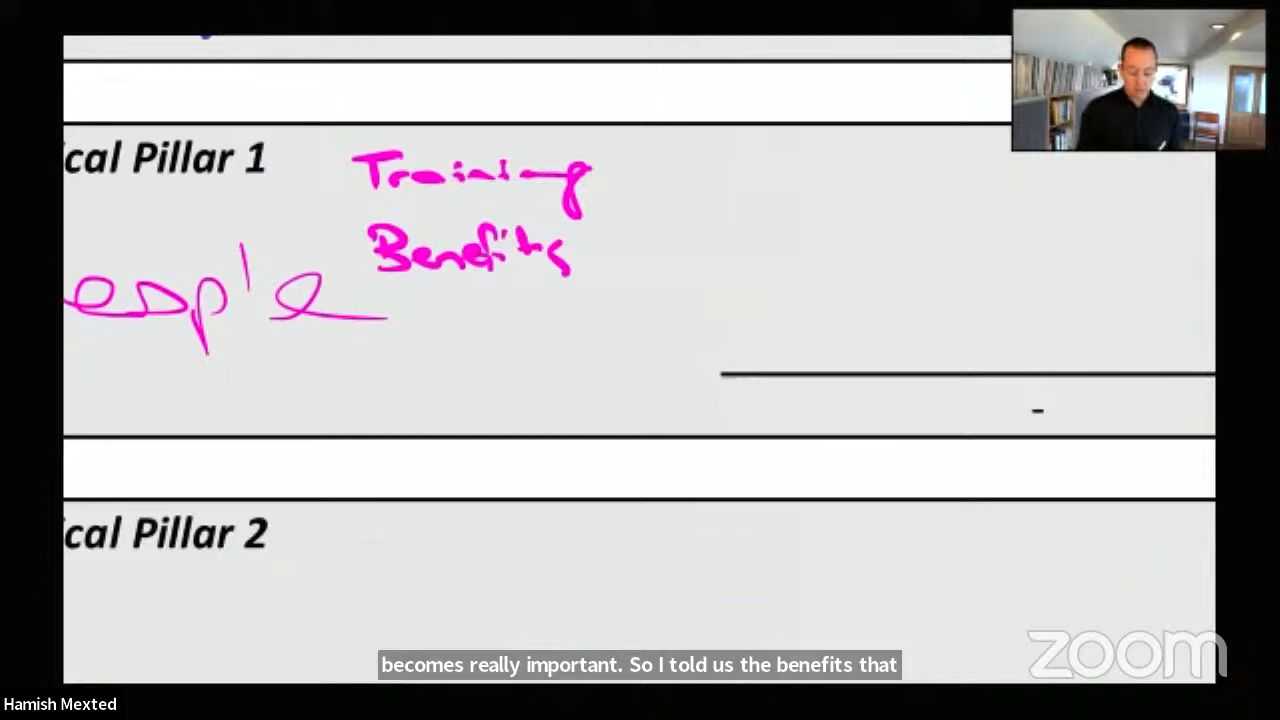 ical Pillar 1
Training
Benefits
eople
-
ical Pillar 2
becomes really important. So I told us the benefits that
zoom
Hamish Mexted